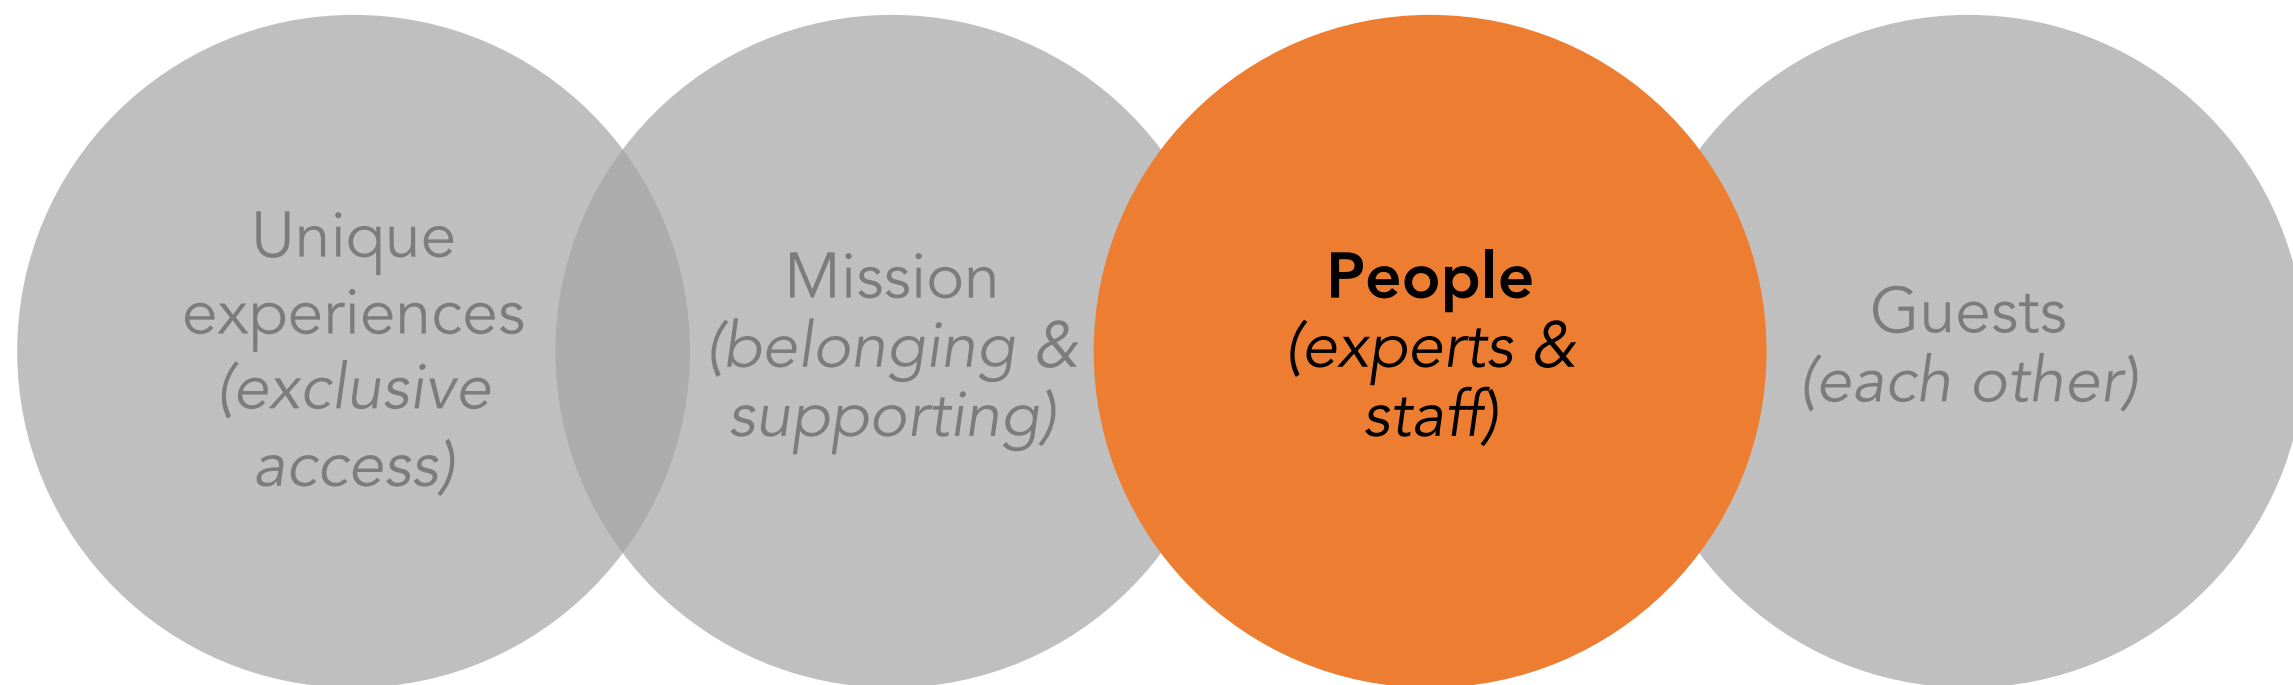 Unique
experiences
(exclusive
access)
Mission
(belonging &
supporting)
People
(experts &
staff)
Guests
(each other)